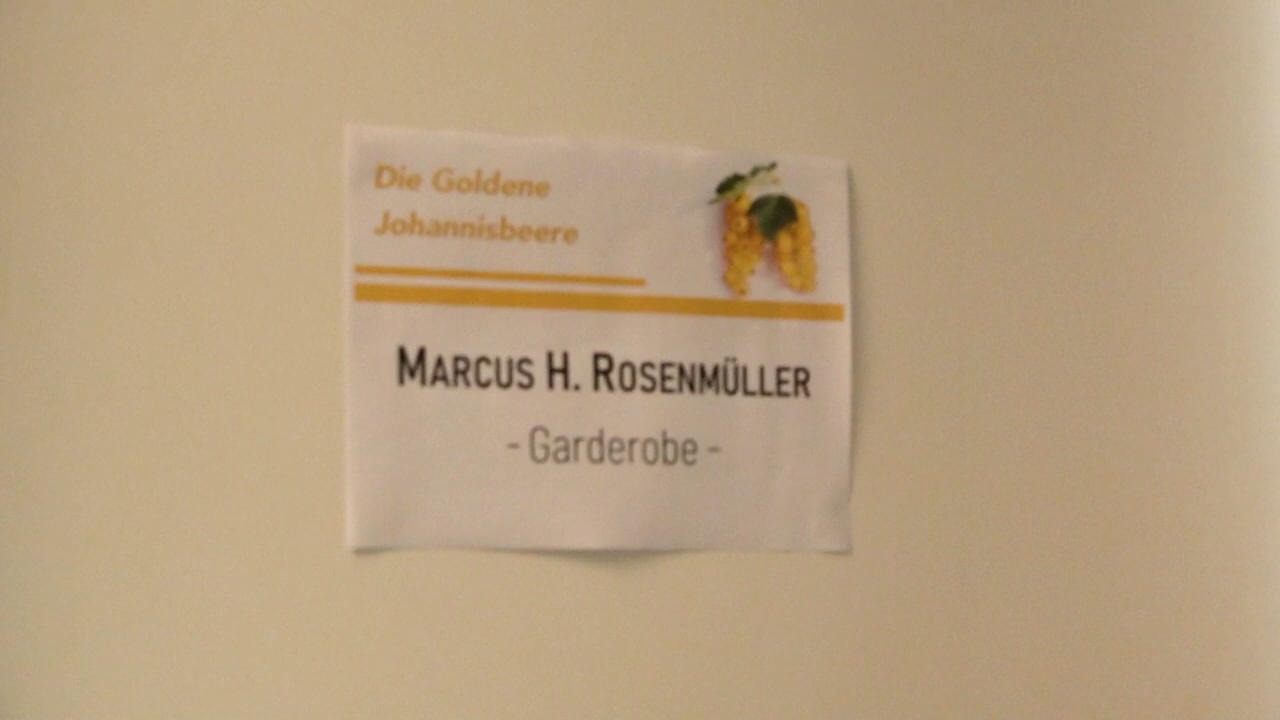 Die Goldene
Johannisbeere
MARCUS H. ROSENMÜLLER
- Garderobe -